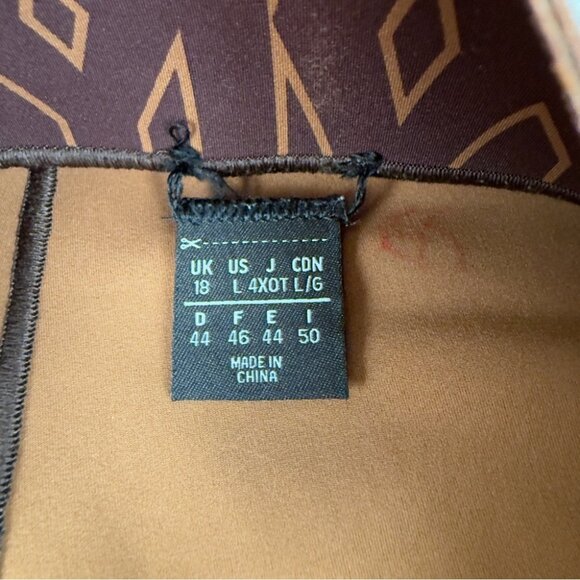 UK US J CDN
18 L 4XOT L/G
D F E I
44 46 44 50
MADE IN
CHINA